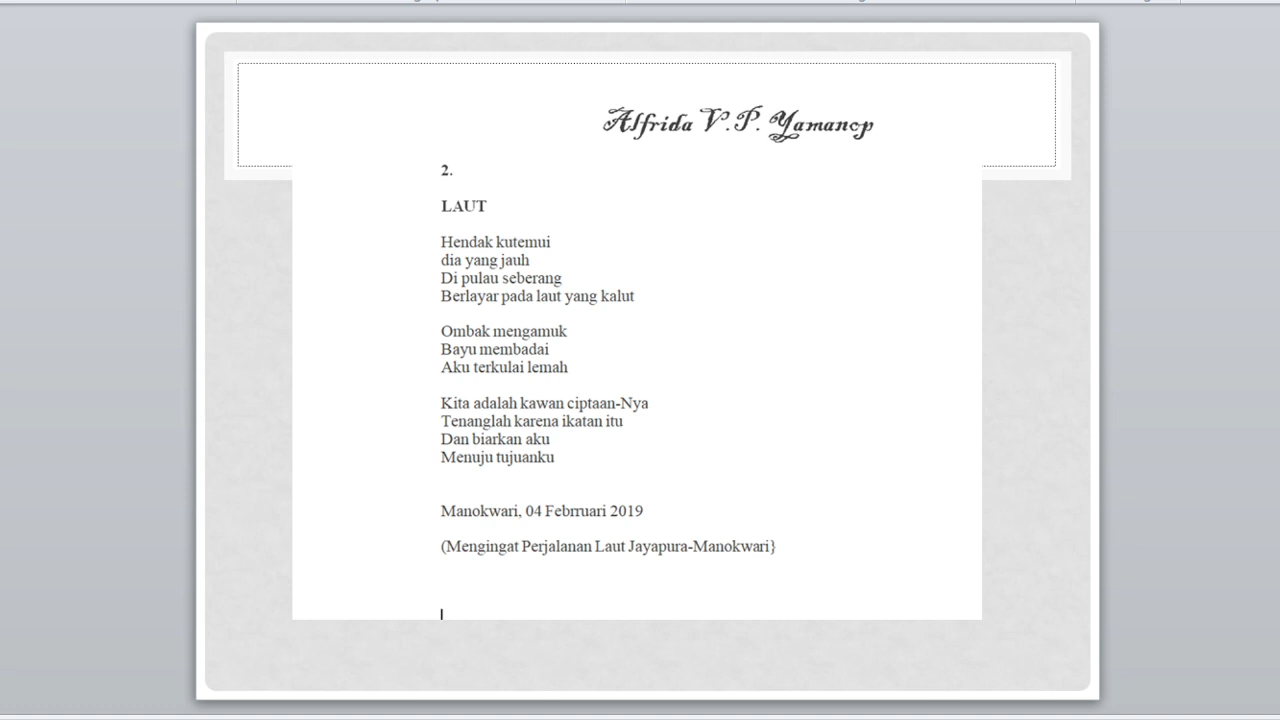 Alfrida V.P. Yamanop
2.
LAUT
Hendak kutemui
dia yang jauh
Di pulau seberang
Berlayar pada laut yang kalut
Ombak mengamuk
Bayu membadai
Aku terkulai lemah
Kita adalah kawan ciptaan-Nya
Tenanglah karena ikatan itu
Dan biarkan aku
Menuju tujuanku
Manokwari, 04 Febrruari 2019
(Mengingat Perjalanan Laut Jayapura-Manokwari}